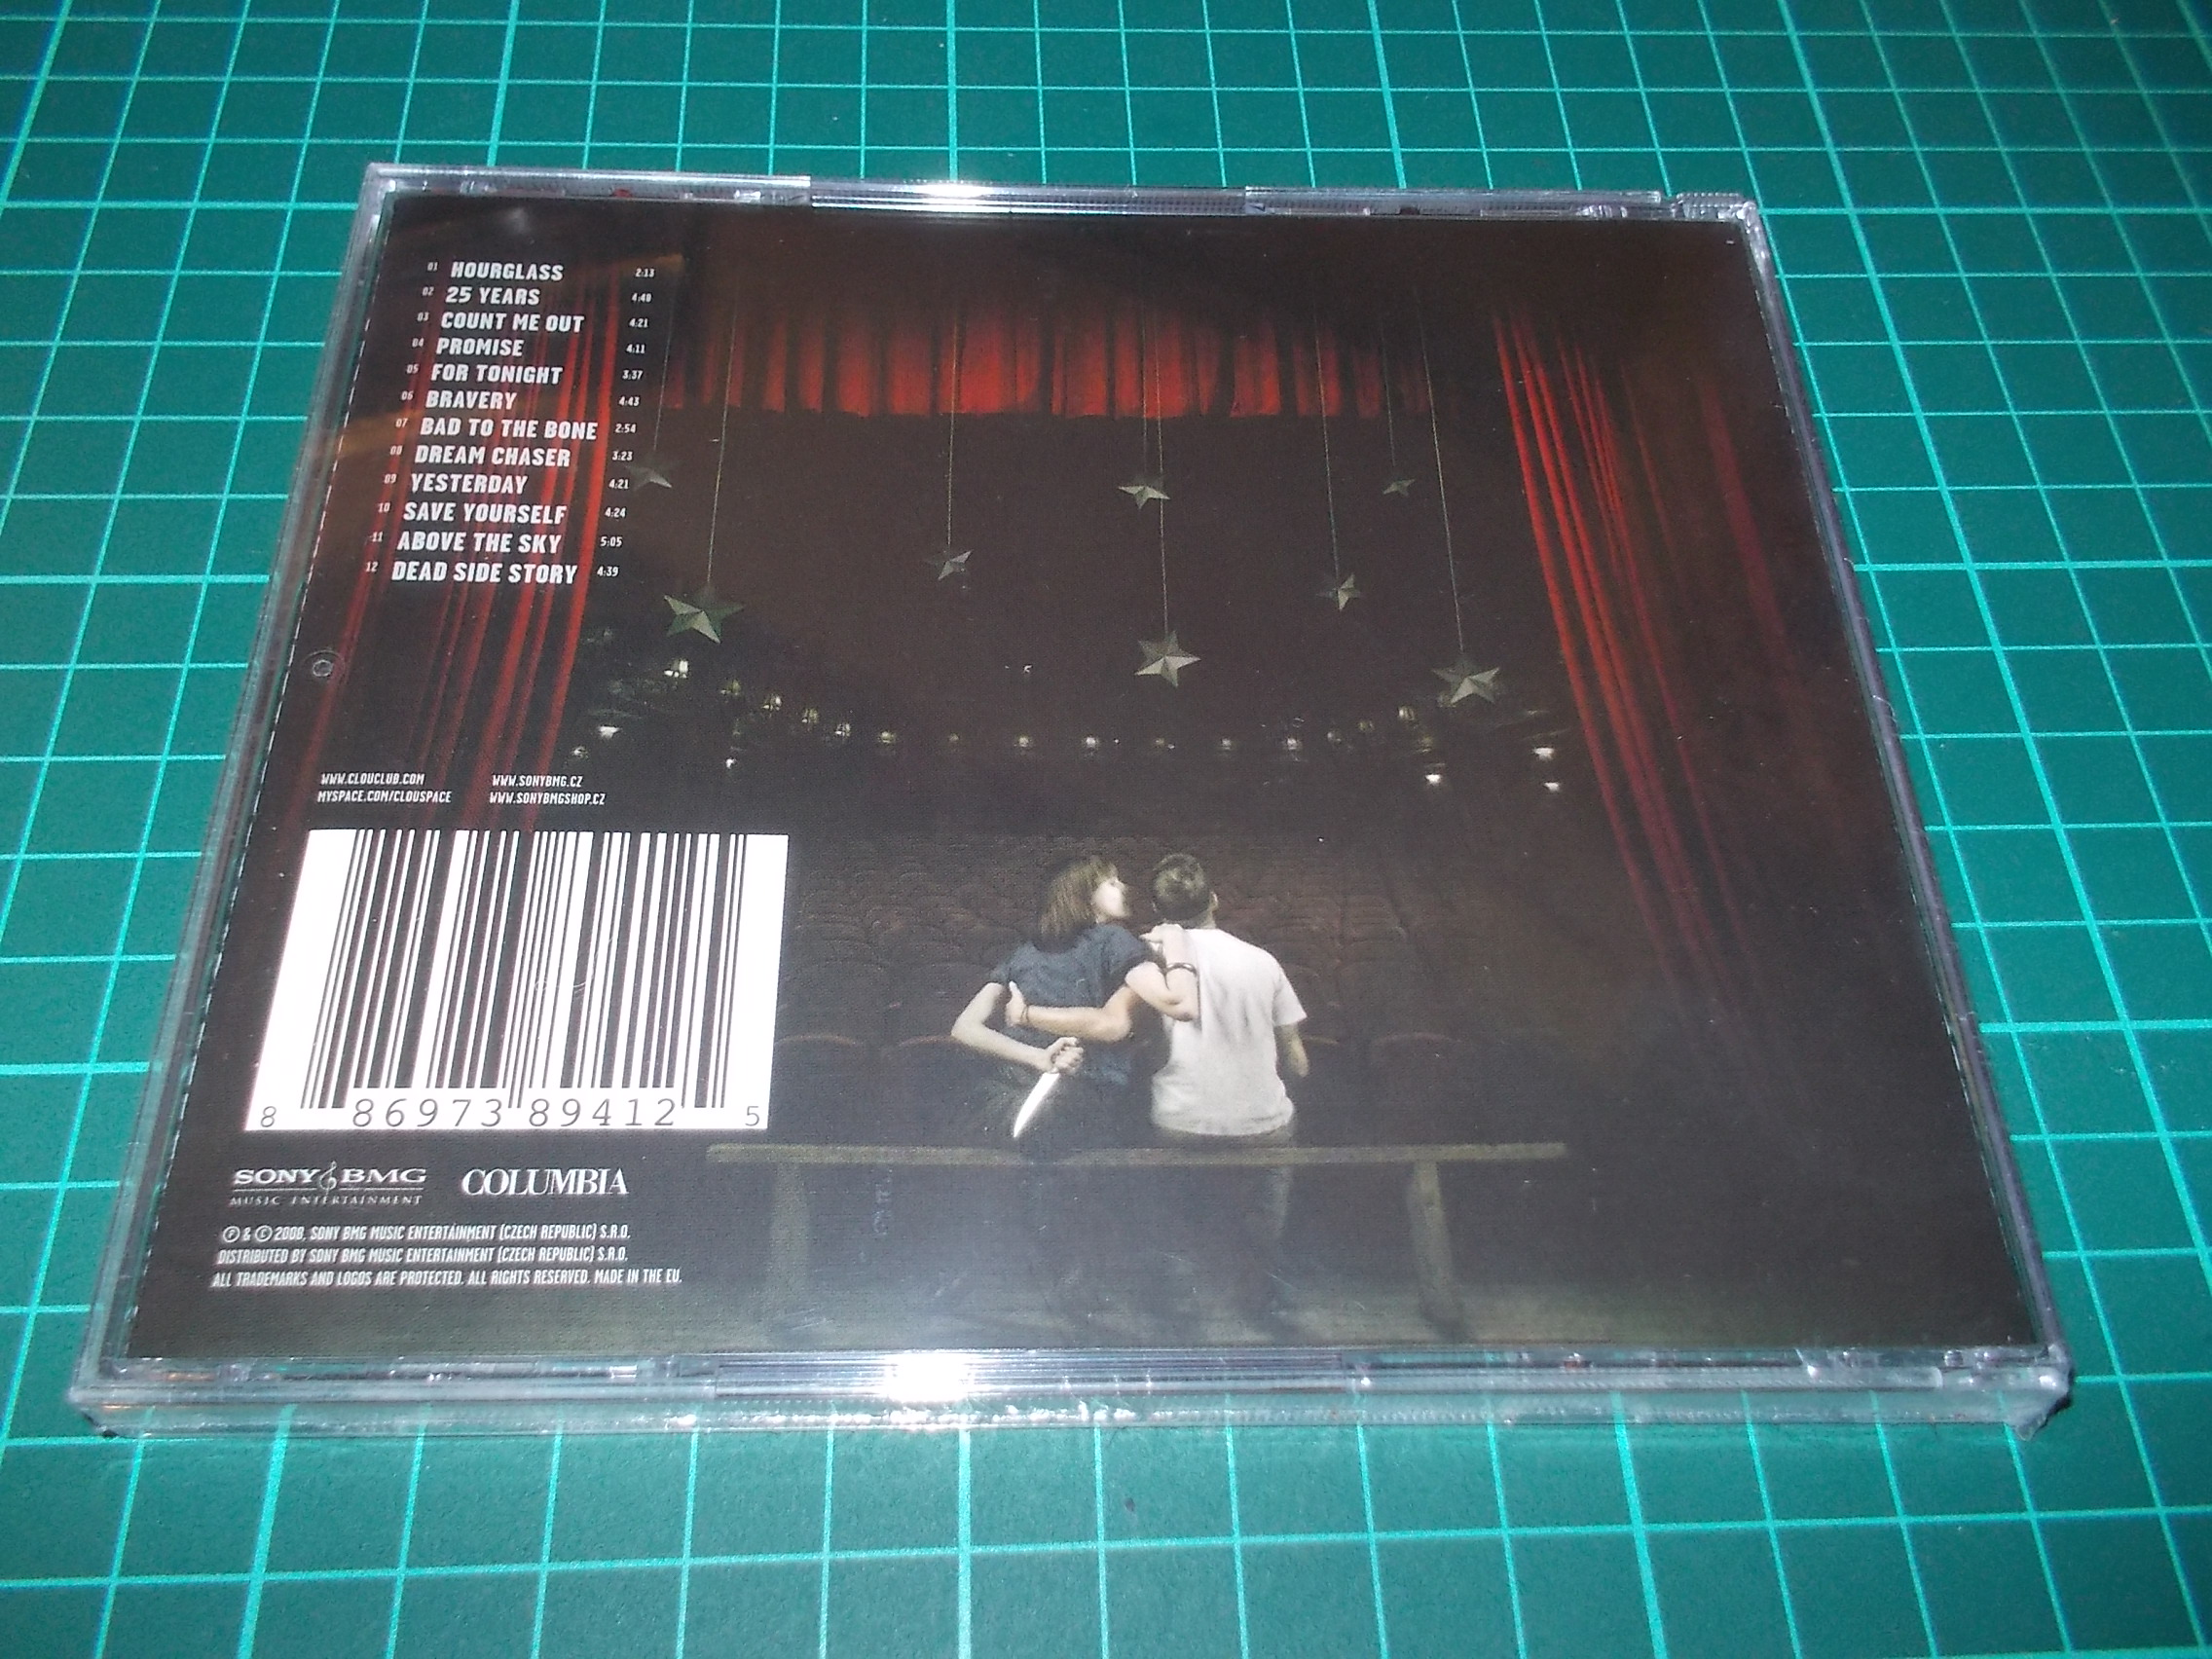 01 HOURGLASS 2:13
02 25 YEARS 4:40
03 COUNT ME OUT 4:21
04 PROMISE 4:11
05 FOR TONIGHT 3:37
06 BRAVERY 4:43
07 BAD TO THE BONE 2:54
08 DREAM CHASER 3:23
09 YESTERDAY 4:21
10 SAVE YOURSELF 4:24
11 ABOVE THE SKY 5:05
12 DEAD SIDE STORY 4:39
WWW.CLOUCLUB.COM WWW.SONYBMG.CZ
MYSPACE.COM/CLOUSPACE WWW.SONYBMGSHOP.CZ
8 86973 89412 5
SONY BMG COLUMBIA
MUSIC ENTERTAINMENT
℗ & © 2008, SONY BMG MUSIC ENTERTAINMENT (CZECH REPUBLIC) S.R.O.
DISTRIBUTED BY SONY BMG MUSIC ENTERTAINMENT (CZECH REPUBLIC) S.R.O.
ALL TRADEMARKS AND LOGOS ARE PROTECTED. ALL RIGHTS RESERVED. MADE IN THE EU.